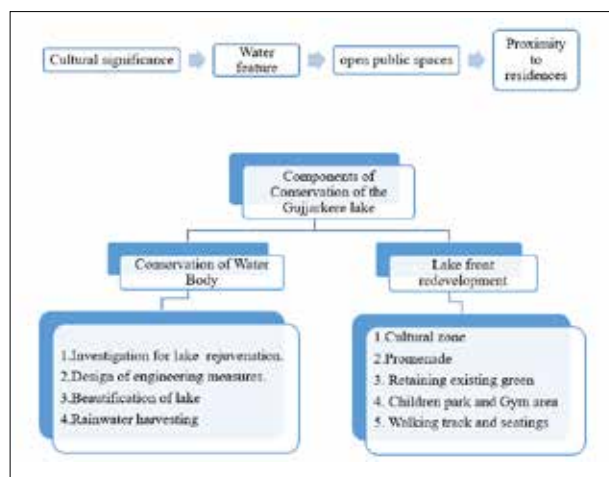 Cultural significance
Water
feature
open public spaces
Proximity
to
residences
Components of
Conservation of the
Gujjarkere lake
Conservation of Water
Body
1.Investigation for lake rejuvenation.
2.Design of engineering measures.
3.Beautification of lake
4.Rainwater harvesting
Lake front
redevelopment
1 Cultural zone
2.Promenade
3. Retaining existing green
4. Children park and Gym area
5. Walking track and seatings